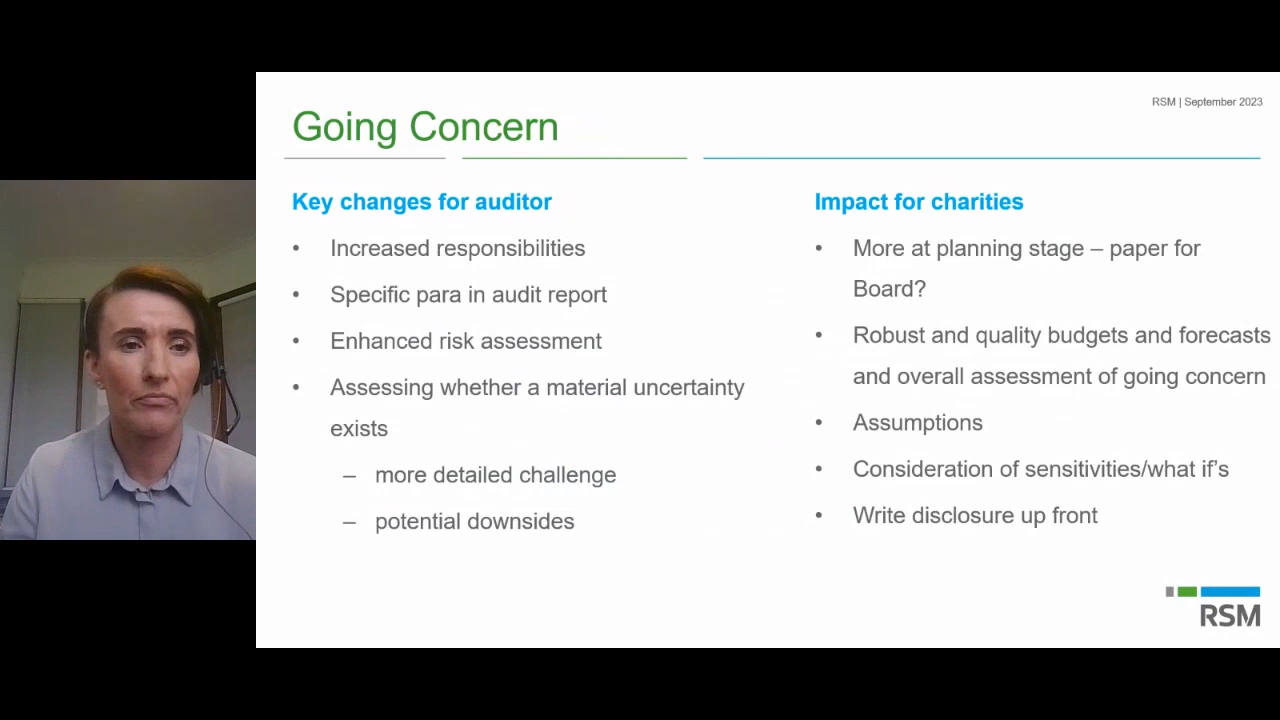 RSM | September 2023
Going Concern
Key changes for auditor
• Increased responsibilities
• Specific para in audit report
• Enhanced risk assessment
• Assessing whether a material uncertainty
exists
– more detailed challenge
– potential downsides
Impact for charities
• More at planning stage – paper for
Board?
• Robust and quality budgets and forecasts
and overall assessment of going concern
• Assumptions
• Consideration of sensitivities/what if's
• Write disclosure up front
RSM